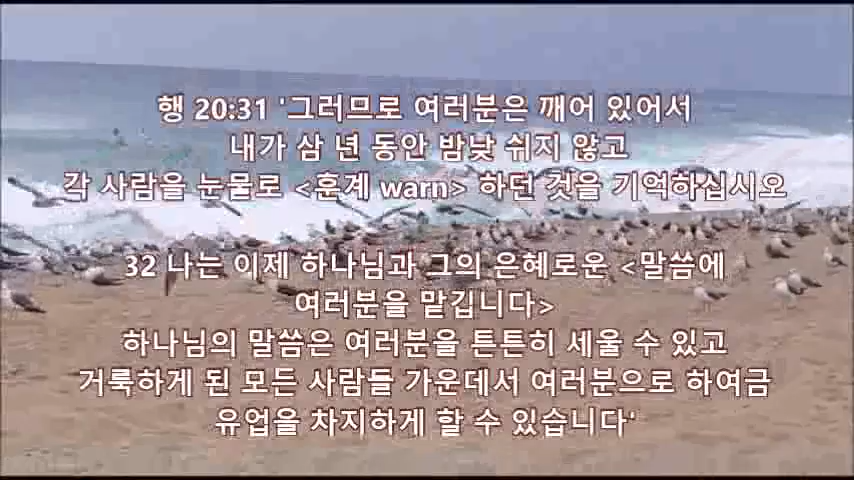 행 20:31 '그러므로 여러분은 깨어 있어서
내가 삼 년 동안 밤낮 쉬지 않고
각 사람을 눈물로 <훈계 warn> 하던 것을 기억하십시오
32 나는 이제 하나님과 그의 은혜로운 <말씀에
여러분을 맡깁니다>
하나님의 말씀은 여러분을 튼튼히 세울 수 있고
거룩하게 된 모든 사람들 가운데서 여러분으로 하여금
유업을 차지하게 할 수 있습니다'